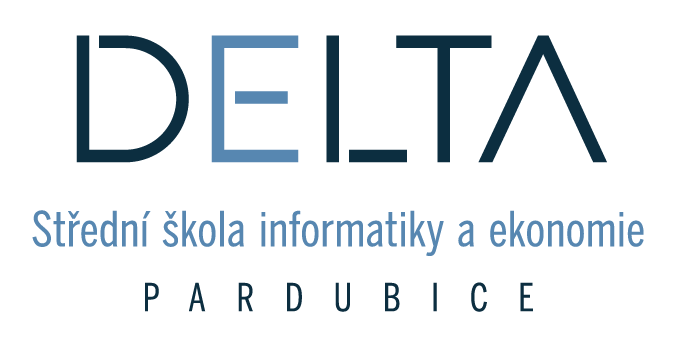 DELTA
Střední škola informatiky a ekonomie
PARDUBICE